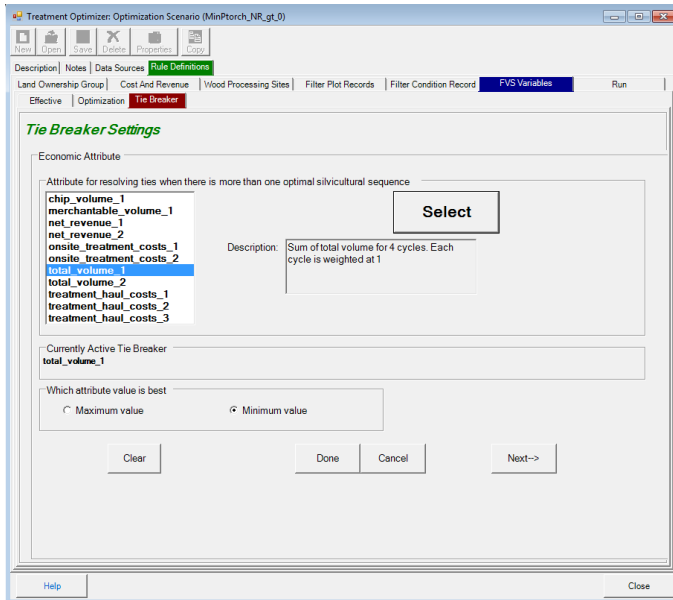 Treatment Optimizer: Optimization Scenario (MinPtorch_NR_gt_0)
New Open Save Delete Properties Copy
Description Notes Data Sources Rule Definitions
Land Ownership Group Cost And Revenue Wood Processing Sites Filter Plot Records Filter Condition Record FVS Variables Run
Effective Optimization Tie Breaker
Tie Breaker Settings
Economic Attribute
Attribute for resolving ties when there is more than one optimal silvicultural sequence
chip_volume_1
merchantable_volume_1
net_revenue_1
net_revenue_2
onsite_treatment_costs_1
onsite_treatment_costs_2
total_volume_1
total_volume_2
treatment_haul_costs_1
treatment_haul_costs_2
treatment_haul_costs_3
Select
Description:
Sum of total volume for 4 cycles. Each
cycle is weighted at 1
Currently Active Tie Breaker
total_volume_1
Which attribute value is best
Maximum value Minimum value
Clear Done Cancel Next-->
Help Close